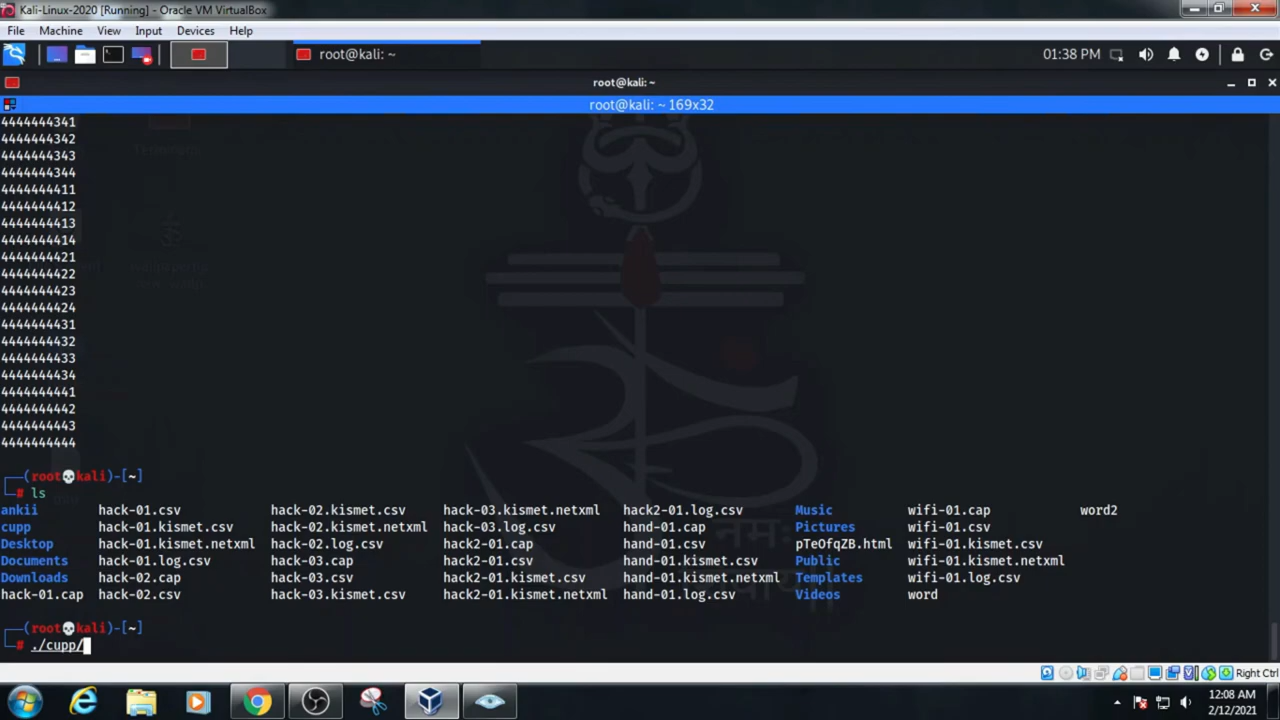 Kali-Linux-2020 [Running] - Oracle VM VirtualBox
File Machine View Input Devices Help
root@kali: ~ 01:38 PM
root@kali: ~
root@kali: ~ 169x32
4444444341
4444444342
4444444343
4444444344
4444444411
4444444412
4444444413
4444444414
4444444421
4444444422
4444444423
4444444424
4444444431
4444444432
4444444433
4444444434
4444444441
4444444442
4444444443
4444444444
(root💀kali)-[~]
# ls
ankii hack-01.csv hack-02.kismet.csv hack-03.kismet.netxml hack2-01.log.csv Music wifi-01.cap word2
cupp hack-01.kismet.csv hack-02.kismet.netxml hack-03.log.csv hand-01.cap Pictures wifi-01.csv
Desktop hack-01.kismet.netxml hack-02.log.csv hack2-01.cap hand-01.csv pTeOfqZB.html wifi-01.kismet.csv
Documents hack-01.log.csv hack-03.cap hack2-01.csv hand-01.kismet.csv Public wifi-01.kismet.netxml
Downloads hack-02.cap hack-03.csv hack2-01.kismet.csv hand-01.kismet.netxml Templates wifi-01.log.csv
hack-01.cap hack-02.csv hack-03.kismet.csv hack2-01.kismet.netxml hand-01.log.csv Videos word
(root💀kali)-[~]
# ./cupp/
Right Ctrl
12:08 AM
2/12/2021